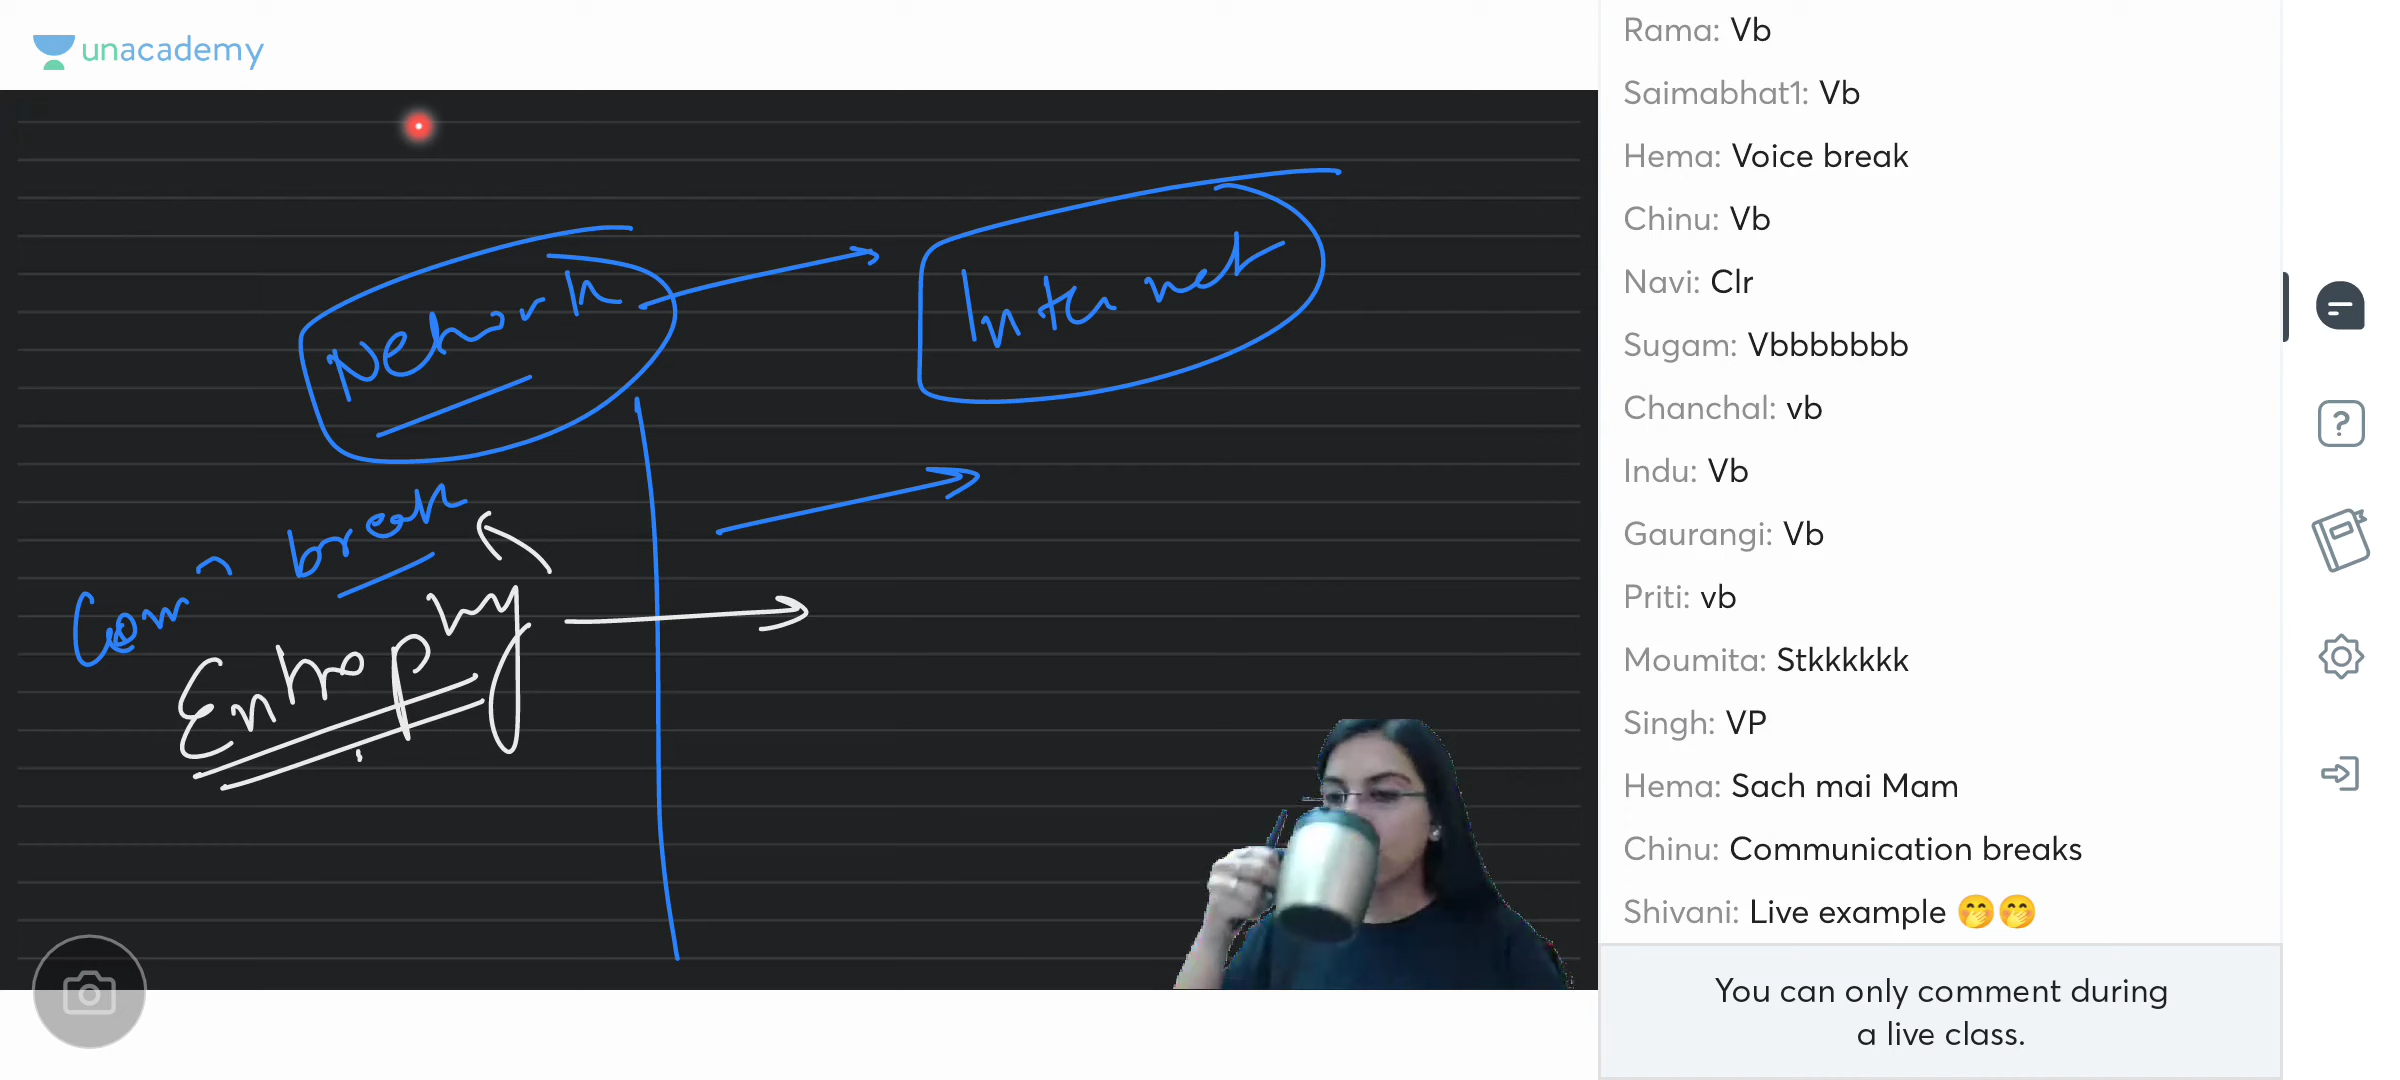 unacademy
Network
Internet
Comn break
Entropy
Rama: Vb
Saimabhat1: Vb
Hema: Voice break
Chinu: Vb
Navi: Clr
Sugam: Vbbbbbbb
Chanchal: vb
Indu: Vb
Gaurangi: Vb
Priti: vb
Moumita: Stkkkkkk
Singh: VP
Hema: Sach mai Mam
Chinu: Communication breaks
Shivani: Live example 🤭🤭
You can only comment during
a live class.